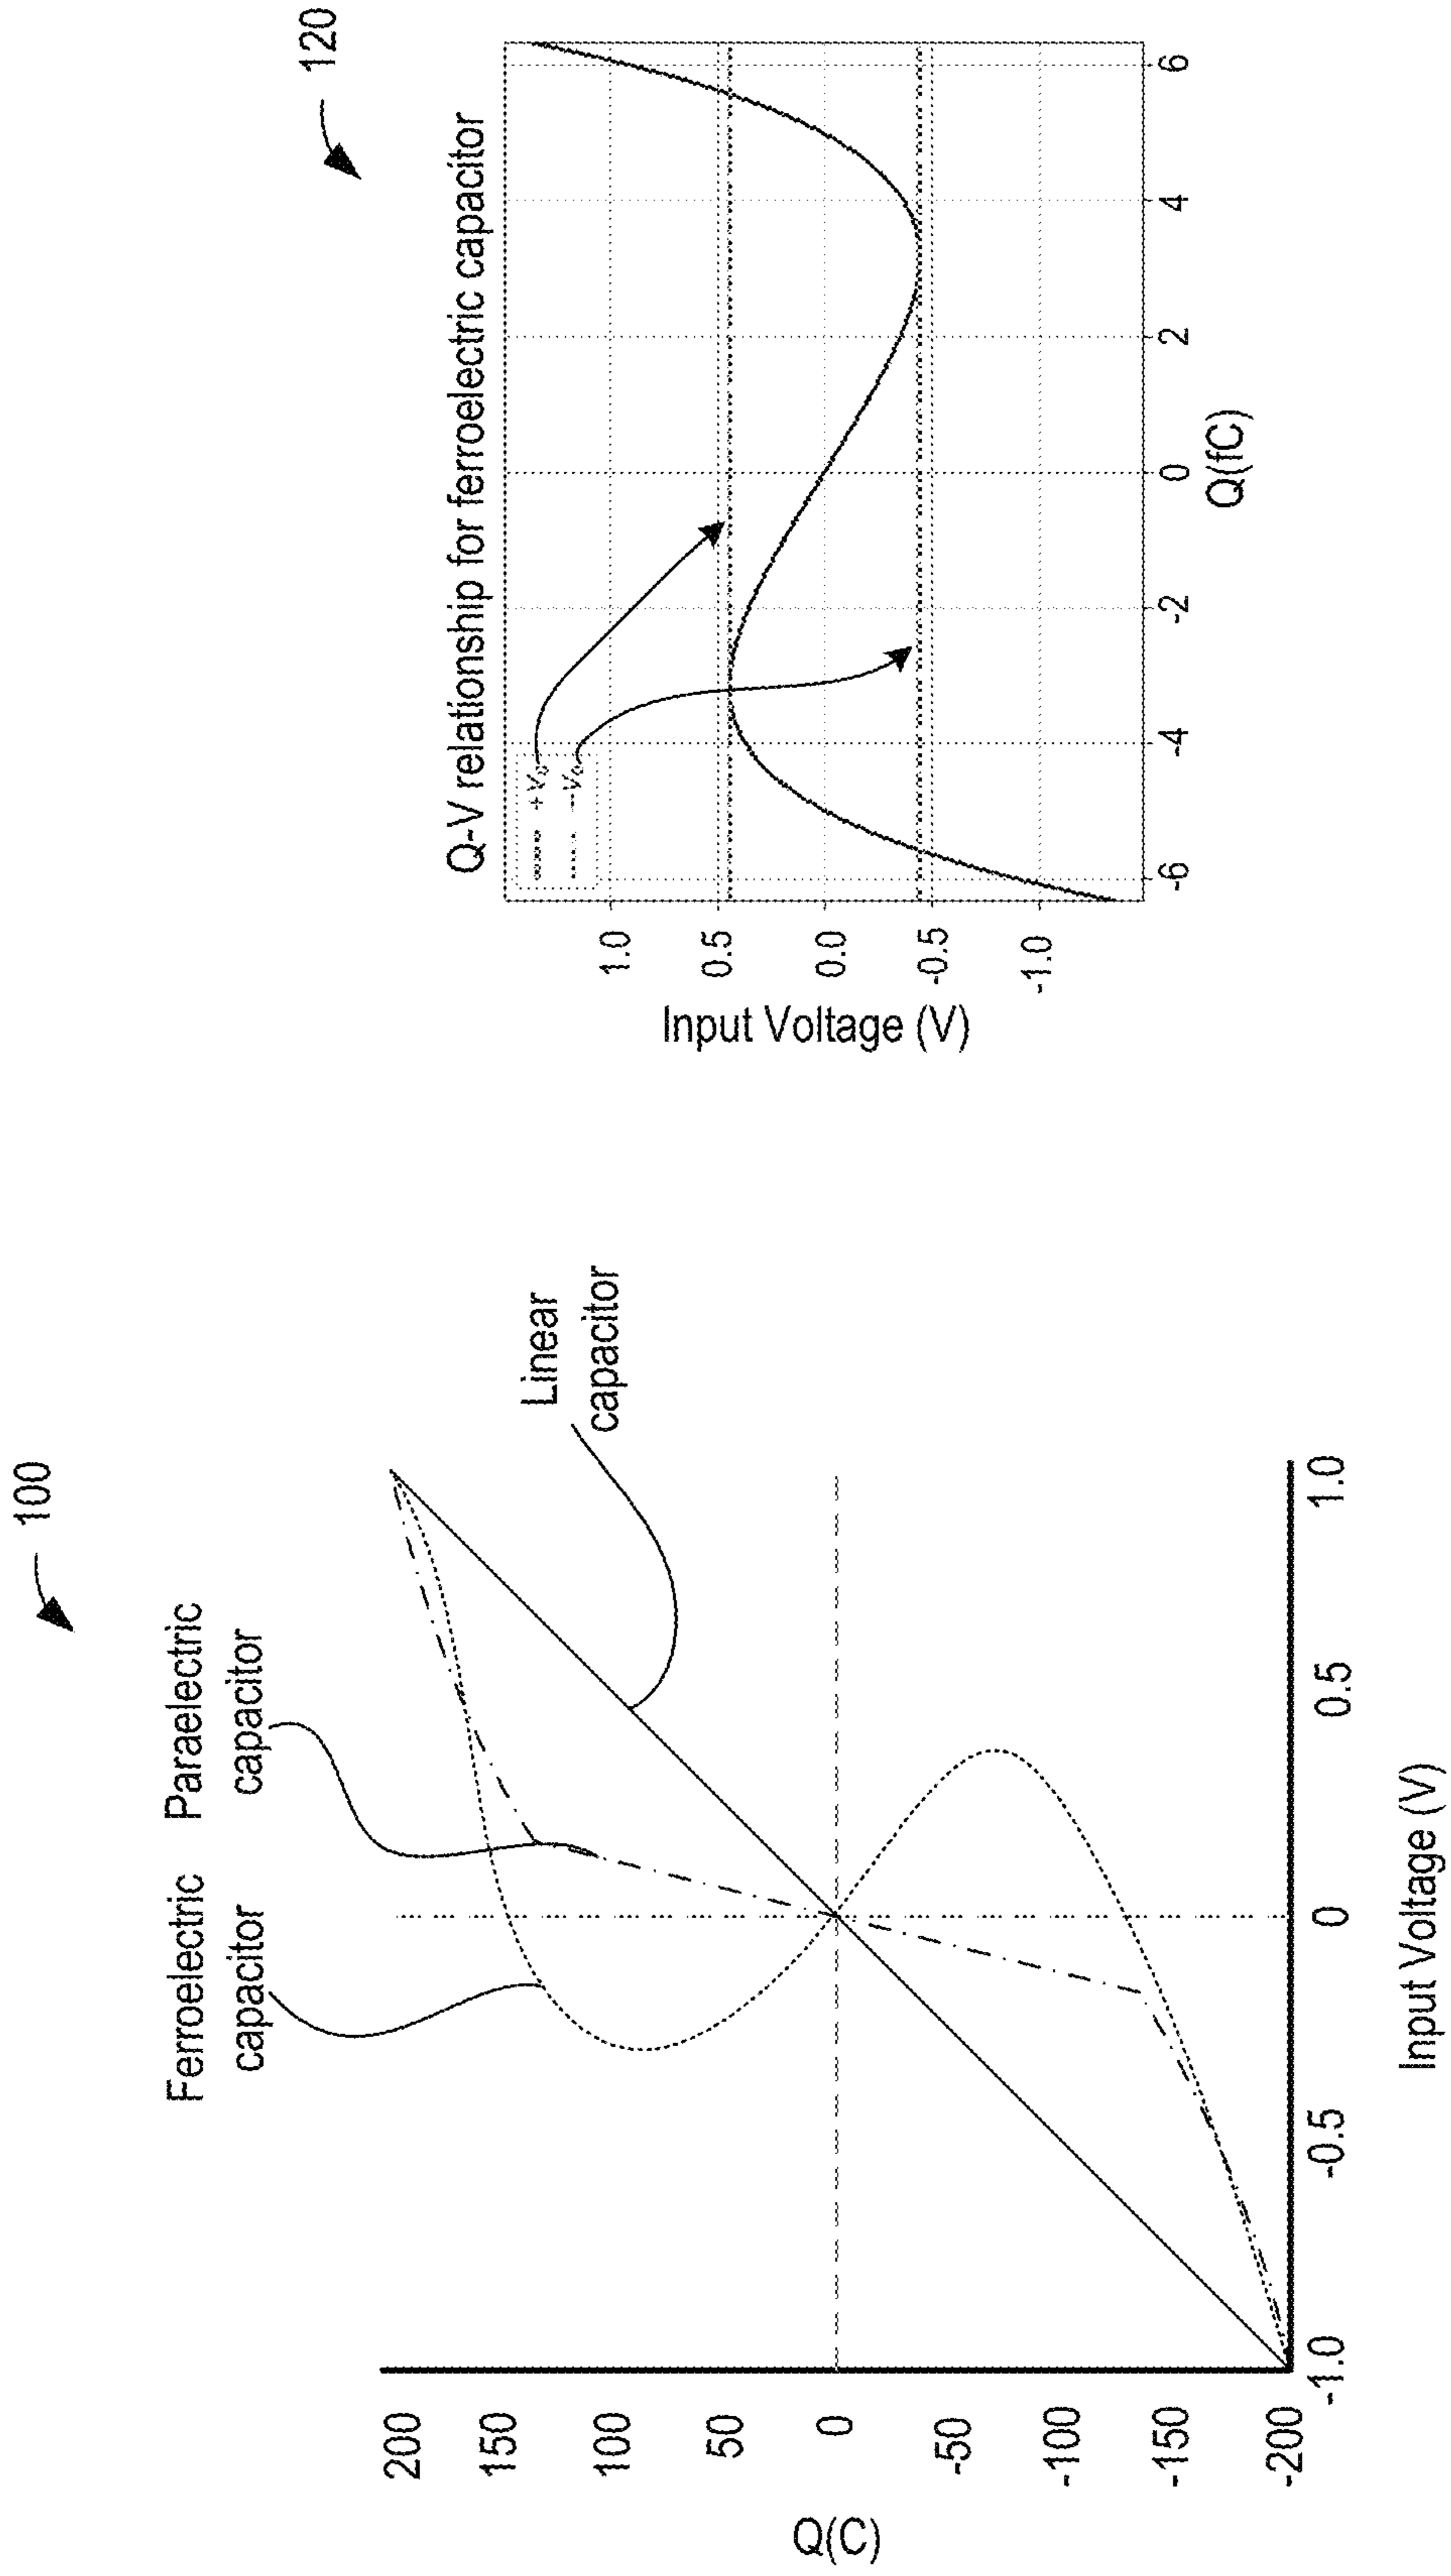 100
Ferroelectric
capacitor
Paraelectric
capacitor
Linear
capacitor
Q(C)
200
150
100
50
0
-50
-100
-150
-200
-1.0
-0.5
0
0.5
1.0
Input Voltage (V)
120
Q-V relationship for ferroelectric capacitor
+V₀
-V₀
Input Voltage (V)
1.0
0.5
0.0
-0.5
-1.0
-6
-4
-2
0
2
4
6
Q(fC)